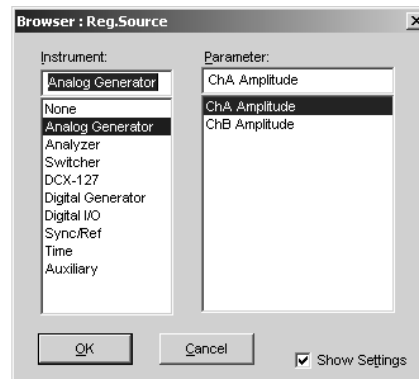 Browser : Reg.Source
Instrument:
Analog Generator
None
Analog Generator
Analyzer
Switcher
DCX-127
Digital Generator
Digital I/O
Sync/Ref
Time
Auxiliary
Parameter:
ChA Amplitude
ChA Amplitude
ChB Amplitude
OK
Cancel
Show Settings